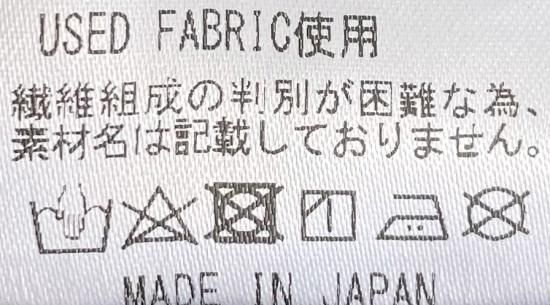 USED FABRIC使用
繊維組成の判別が困難な為、
素材名は記載しておりません。
MADE IN JAPAN